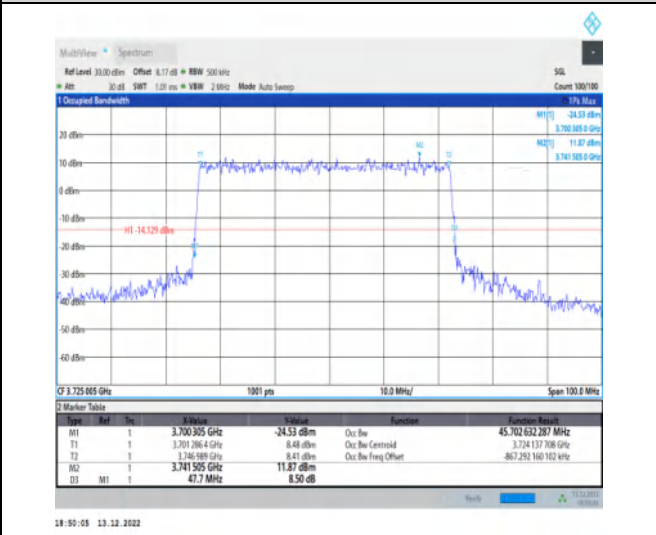 MultiView Spectrum
Ref Level 30.00 dBm Offset 8.17 dB RBW 500 kHz SGL
Att 30 dB SWT 1.01 ms VBW 2 MHz Mode Auto Sweep Count 100/100
1 Occupied Bandwidth 1Pk Max
M1[1] -24.53 dBm
3.700 305 0 GHz
M2[1] 11.87 dBm
3.741 505 0 GHz
20 dBm
M2
T1 T2
10 dBm
0 dBm
-10 dBm
H1 -14.129 dBm
-20 dBm
-30 dBm
-40 dBm
-50 dBm
-60 dBm
CF 3.725 005 GHz 1001 pts 10.0 MHz/ Span 100.0 MHz
2 Marker Table
Type Ref Trc X-Value Y-Value Function Function Result
M1 1 3.700 305 GHz -24.53 dBm Occ Bw 45.702 632 287 MHz
T1 1 3.701 286 4 GHz 8.48 dBm Occ Bw Centroid 3.724 137 708 GHz
T2 1 3.746 989 GHz 8.41 dBm Occ Bw Freq Offset -867.292 160 102 kHz
M2 1 3.741 505 GHz 11.87 dBm
D3 M1 1 47.7 MHz 8.50 dB
Ready 13.12.2022
18:50:05 13.12.2022